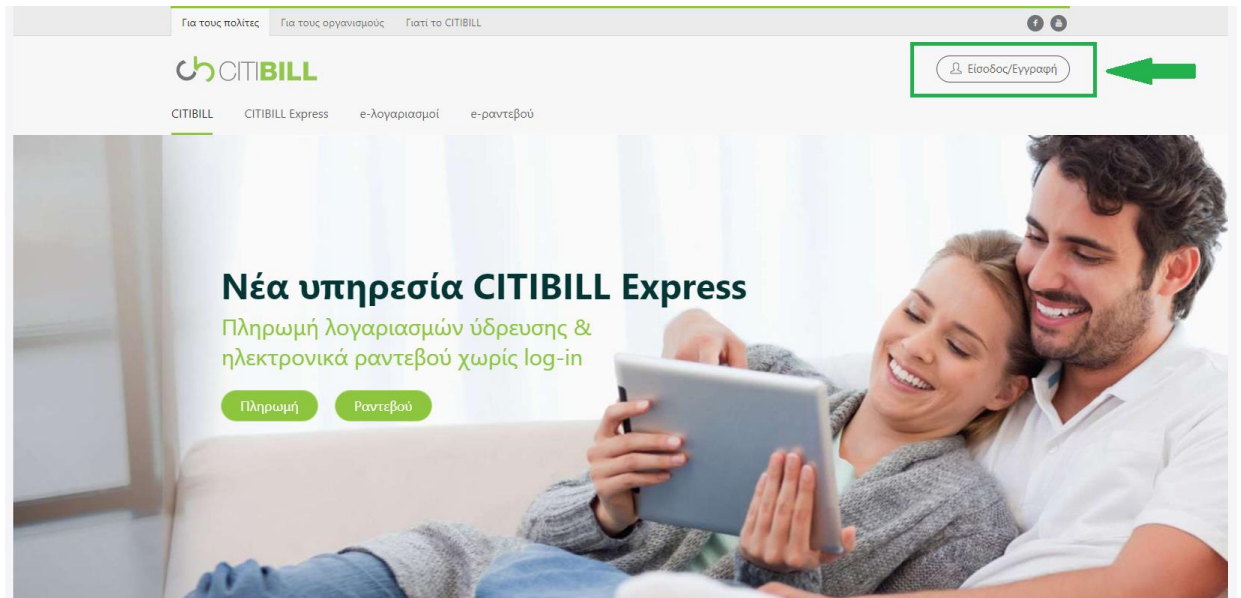 Για τους πολίτες Για τους οργανισμούς Γιατί το CITIBILL
CITIBILL
Είσοδος/Εγγραφή
CITIBILL CITIBILL Express e-λογαριασμοί e-ραντεβού
Νέα υπηρεσία CITIBILL Express
Πληρωμή λογαριασμών ύδρευσης &
ηλεκτρονικά ραντεβού χωρίς log-in
Πληρωμή Ραντεβού